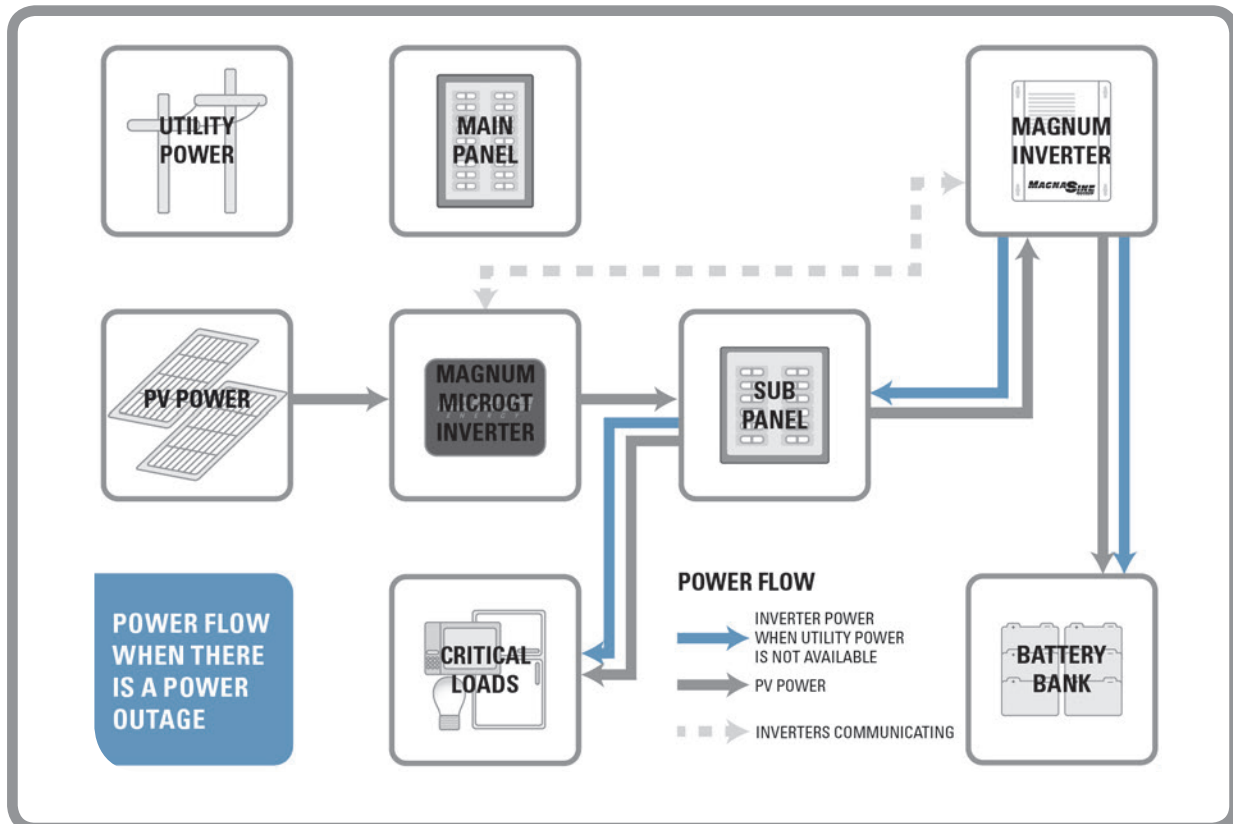 UTILITY
POWER
MAIN
PANEL
MAGNUM
INVERTER
MAGNASINE
PV POWER
MAGNUM
MICROGT
ENERGY
INVERTER
SUB
PANEL
POWER FLOW
WHEN THERE
IS A POWER
OUTAGE
CRITICAL
LOADS
POWER FLOW
INVERTER POWER
WHEN UTILITY POWER
IS NOT AVAILABLE
PV POWER
INVERTERS COMMUNICATING
BATTERY
BANK